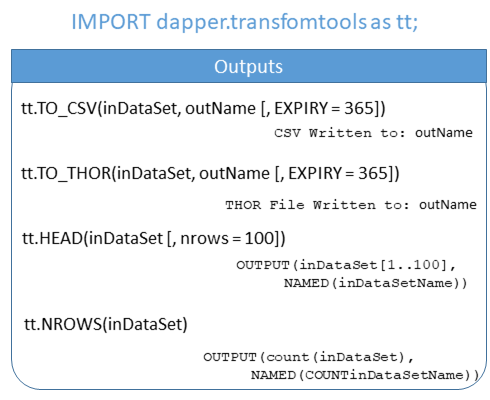 IMPORT dapper.transfomtools as tt;
Outputs
tt.TO_CSV(inDataSet, outName [, EXPIRY = 365])
CSV Written to: outName
tt.TO_THOR(inDataSet, outName [, EXPIRY = 365])
THOR File Written to: outName
tt.HEAD(inDataSet [, nrows = 100])
OUTPUT(inDataSet[1..100],
NAMED(inDataSetName))
tt.NROWS(inDataSet)
OUTPUT(count(inDataSet),
NAMED(COUNTinDataSetName))